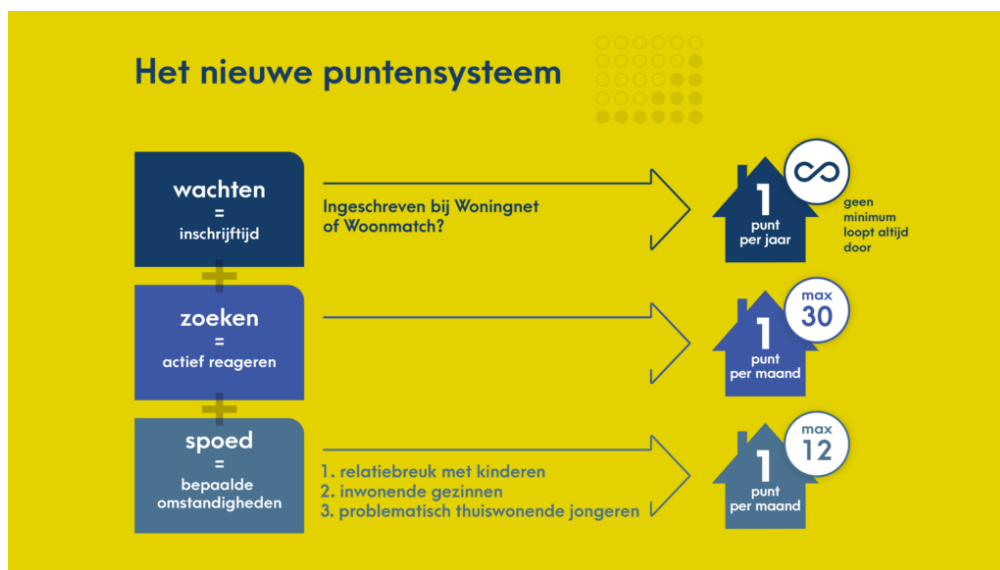 Het nieuwe puntensysteem
wachten
=
inschrijftijd
Ingeschreven bij Woningnet
of Woonmatch?
1
punt
per jaar
∞
geen
minimum
loopt altijd
door
+
zoeken
=
actief reageren
1
punt
per maand
max
30
+
spoed
=
bepaalde
omstandigheden
1. relatiebreuk met kinderen
2. inwonende gezinnen
3. problematisch thuiswonende jongeren
1
punt
per maand
max
12